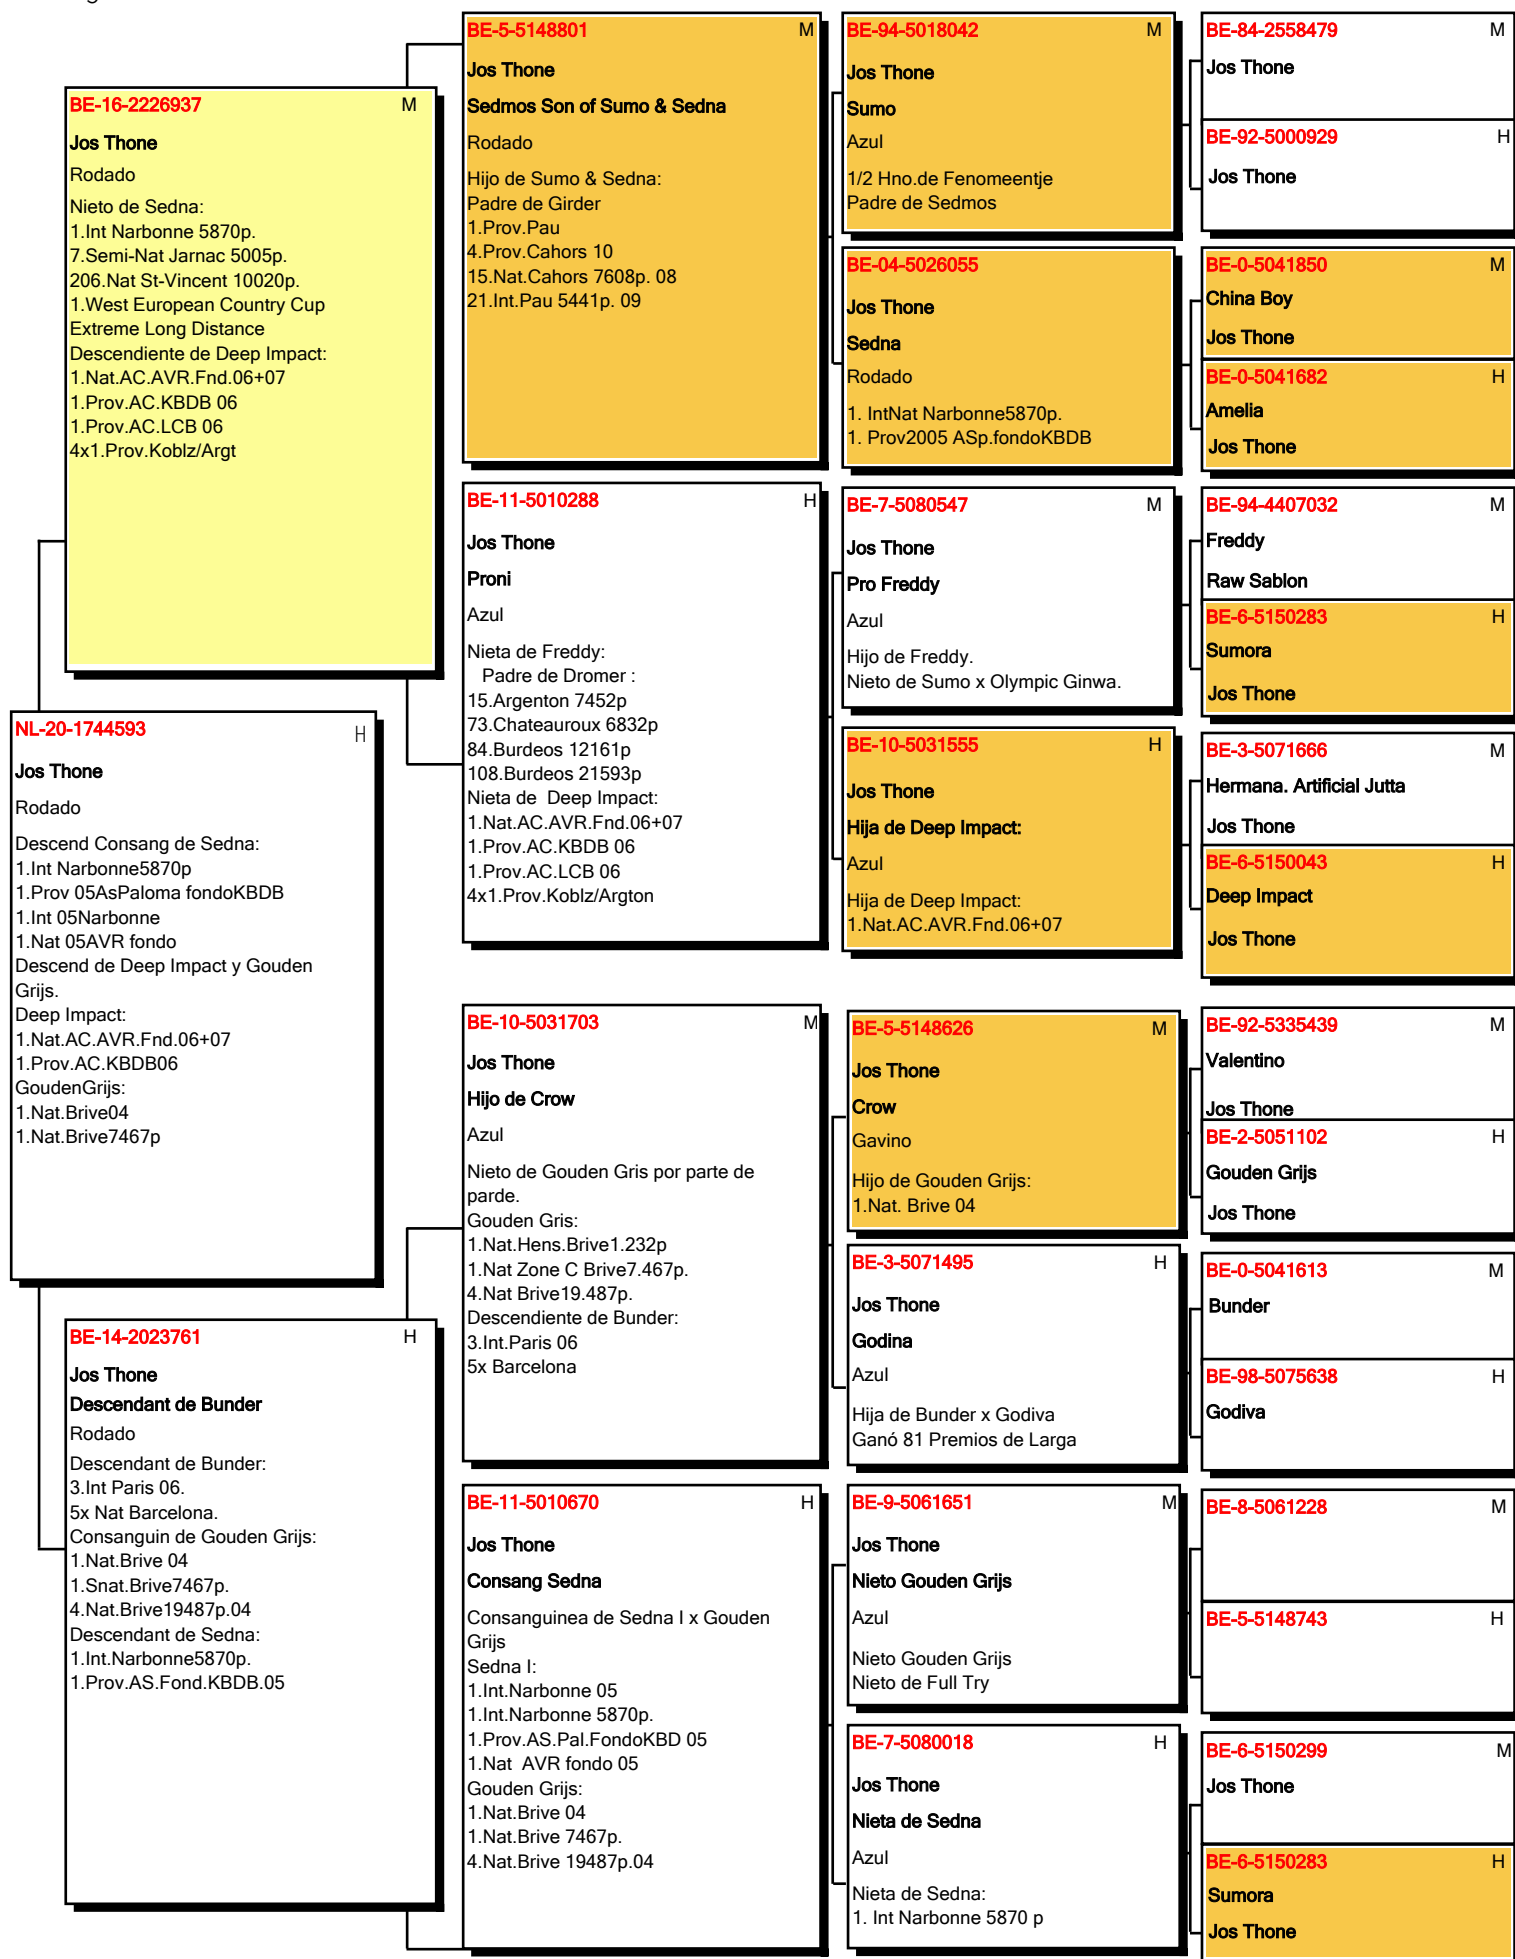 NL-20-1744593
H
Jos Thone
Rodado
Descend Consang de Sedna:
1.Int Narbonne5870p
1.Prov 05AsPaloma fondoKBDB
1.Int 05Narbonne
1.Nat 05AVR fondo
Descend de Deep Impact y Gouden
Grijs.
Deep Impact:
1.Nat.AC.AVR.Fnd.06+07
1.Prov.AC.KBDB06
GoudenGrijs:
1.Nat.Brive04
1.Nat.Brive7467p
BE-16-2226937
M
Jos Thone
Rodado
Nieto de Sedna:
1.Int Narbonne 5870p.
7.Semi-Nat Jarnac 5005p.
206.Nat St-Vincent 10020p.
1.West European Country Cup
Extreme Long Distance
Descendiente de Deep Impact:
1.Nat.AC.AVR.Fnd.06+07
1.Prov.AC.KBDB 06
1.Prov.AC.LCB 06
4x1.Prov.Koblz/Argt
BE-14-2023761
H
Jos Thone
Descendant de Bunder
Rodado
Descendant de Bunder:
3.Int Paris 06.
5x Nat Barcelona.
Consanguin de Gouden Grijs:
1.Nat.Brive 04
1.Snat.Brive7467p.
4.Nat.Brive19487p.04
Descendant de Sedna:
1.Int.Narbonne5870p.
1.Prov.AS.Fond.KBDB.05
BE-5-5148801
M
Jos Thone
Sedmos Son of Sumo & Sedna
Rodado
Hijo de Sumo & Sedna:
Padre de Girder
1.Prov.Pau
4.Prov.Cahors 10
15.Nat.Cahors 7608p. 08
21.Int.Pau 5441p. 09
BE-11-5010288
H
Jos Thone
Proni
Azul
Nieta de Freddy:
Padre de Dromer :
15.Argenton 7452p
73.Chateauroux 6832p
84.Burdeos 12161p
108.Burdeos 21593p
Nieta de  Deep Impact:
1.Nat.AC.AVR.Fnd.06+07
1.Prov.AC.KBDB 06
1.Prov.AC.LCB 06
4x1.Prov.Koblz/Argton
BE-10-5031703
M
Jos Thone
Hijo de Crow
Azul
Nieto de Gouden Gris por parte de
parde.
Gouden Gris:
1.Nat.Hens.Brive1.232p
1.Nat Zone C Brive7.467p.
4.Nat Brive19.487p.
Descendiente de Bunder:
3.Int.Paris 06
5x Barcelona
BE-11-5010670
H
Jos Thone
Consang Sedna
Consanguinea de Sedna I x Gouden
Grijs
Sedna I:
1.Int.Narbonne 05
1.Int.Narbonne 5870p.
1.Prov.AS.Pal.FondoKBD 05
1.Nat  AVR fondo 05
Gouden Grijs:
1.Nat.Brive 04
1.Nat.Brive 7467p.
4.Nat.Brive 19487p.04
BE-94-5018042
M
Jos Thone
Sumo
Azul
1/2 Hno.de Fenomeentje
Padre de Sedmos
BE-04-5026055
Jos Thone
Sedna
Rodado
1. IntNat Narbonne5870p.
1. Prov2005 ASp.fondoKBDB
BE-7-5080547
M
Jos Thone
Pro Freddy
Azul
Hijo de Freddy.
Nieto de Sumo x Olympic Ginwa.
BE-10-5031555
H
Jos Thone
Hija de Deep Impact:
Azul
Hija de Deep Impact:
1.Nat.AC.AVR.Fnd.06+07
BE-5-5148626
M
Jos Thone
Crow
Gavino
Hijo de Gouden Grijs:
1.Nat. Brive 04
BE-3-5071495
H
Jos Thone
Godina
Azul
Hija de Bunder x Godiva
Ganó 81 Premios de Larga
BE-9-5061651
M
Jos Thone
Nieto Gouden Grijs
Azul
Nieto Gouden Grijs
Nieto de Full Try
BE-7-5080018
H
Jos Thone
Nieta de Sedna
Azul
Nieta de Sedna:
1. Int Narbonne 5870 p
BE-84-2558479
M
Jos Thone
BE-92-5000929
H
Jos Thone
BE-0-5041850
M
China Boy
Jos Thone
BE-0-5041682
H
Amelia
Jos Thone
BE-94-4407032
M
Freddy
Raw Sablon
BE-6-5150283
H
Sumora
Jos Thone
BE-3-5071666
M
Hermana. Artificial Jutta
Jos Thone
BE-6-5150043
H
Deep Impact
Jos Thone
BE-92-5335439
M
Valentino
Jos Thone
BE-2-5051102
H
Gouden Grijs
Jos Thone
BE-0-5041613
M
Bunder
BE-98-5075638
H
Godiva
BE-8-5061228
M
BE-5-5148743
H
BE-6-5150299
M
Jos Thone
BE-6-5150283
H
Sumora
Jos Thone